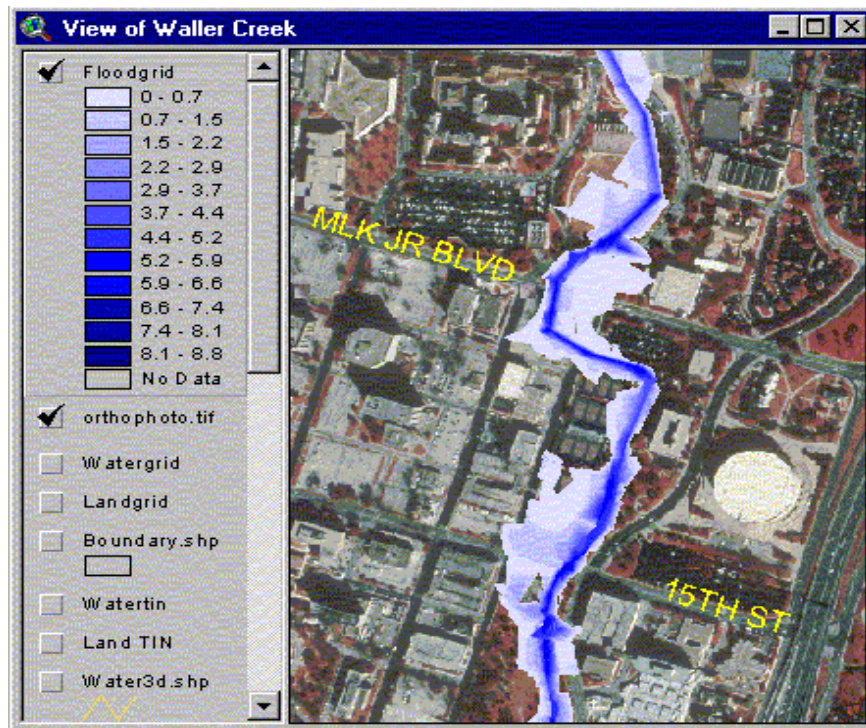 View of Waller Creek
Floodgrid
0 - 0.7
0.7 - 1.5
1.5 - 2.2
2.2 - 2.9
2.9 - 3.7
3.7 - 4.4
4.4 - 5.2
5.2 - 5.9
5.9 - 6.6
6.6 - 7.4
7.4 - 8.1
8.1 - 8.8
No Data
orthophoto.tif
Watergrid
Landgrid
Boundary.shp
Watertin
Land TIN
Water3d.shp
MLK JR BLVD
15TH ST